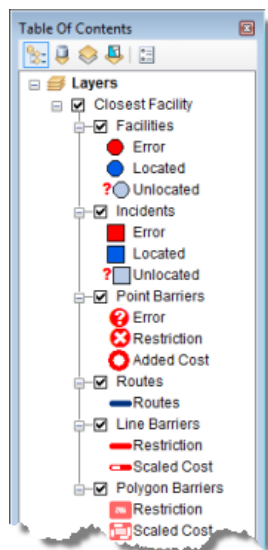 Table Of Contents
Layers
Closest Facility
Facilities
Error
Located
?Unlocated
Incidents
Error
Located
?Unlocated
Point Barriers
Error
Restriction
Added Cost
Routes
Routes
Line Barriers
Restriction
Scaled Cost
Polygon Barriers
Restriction
Scaled Cost